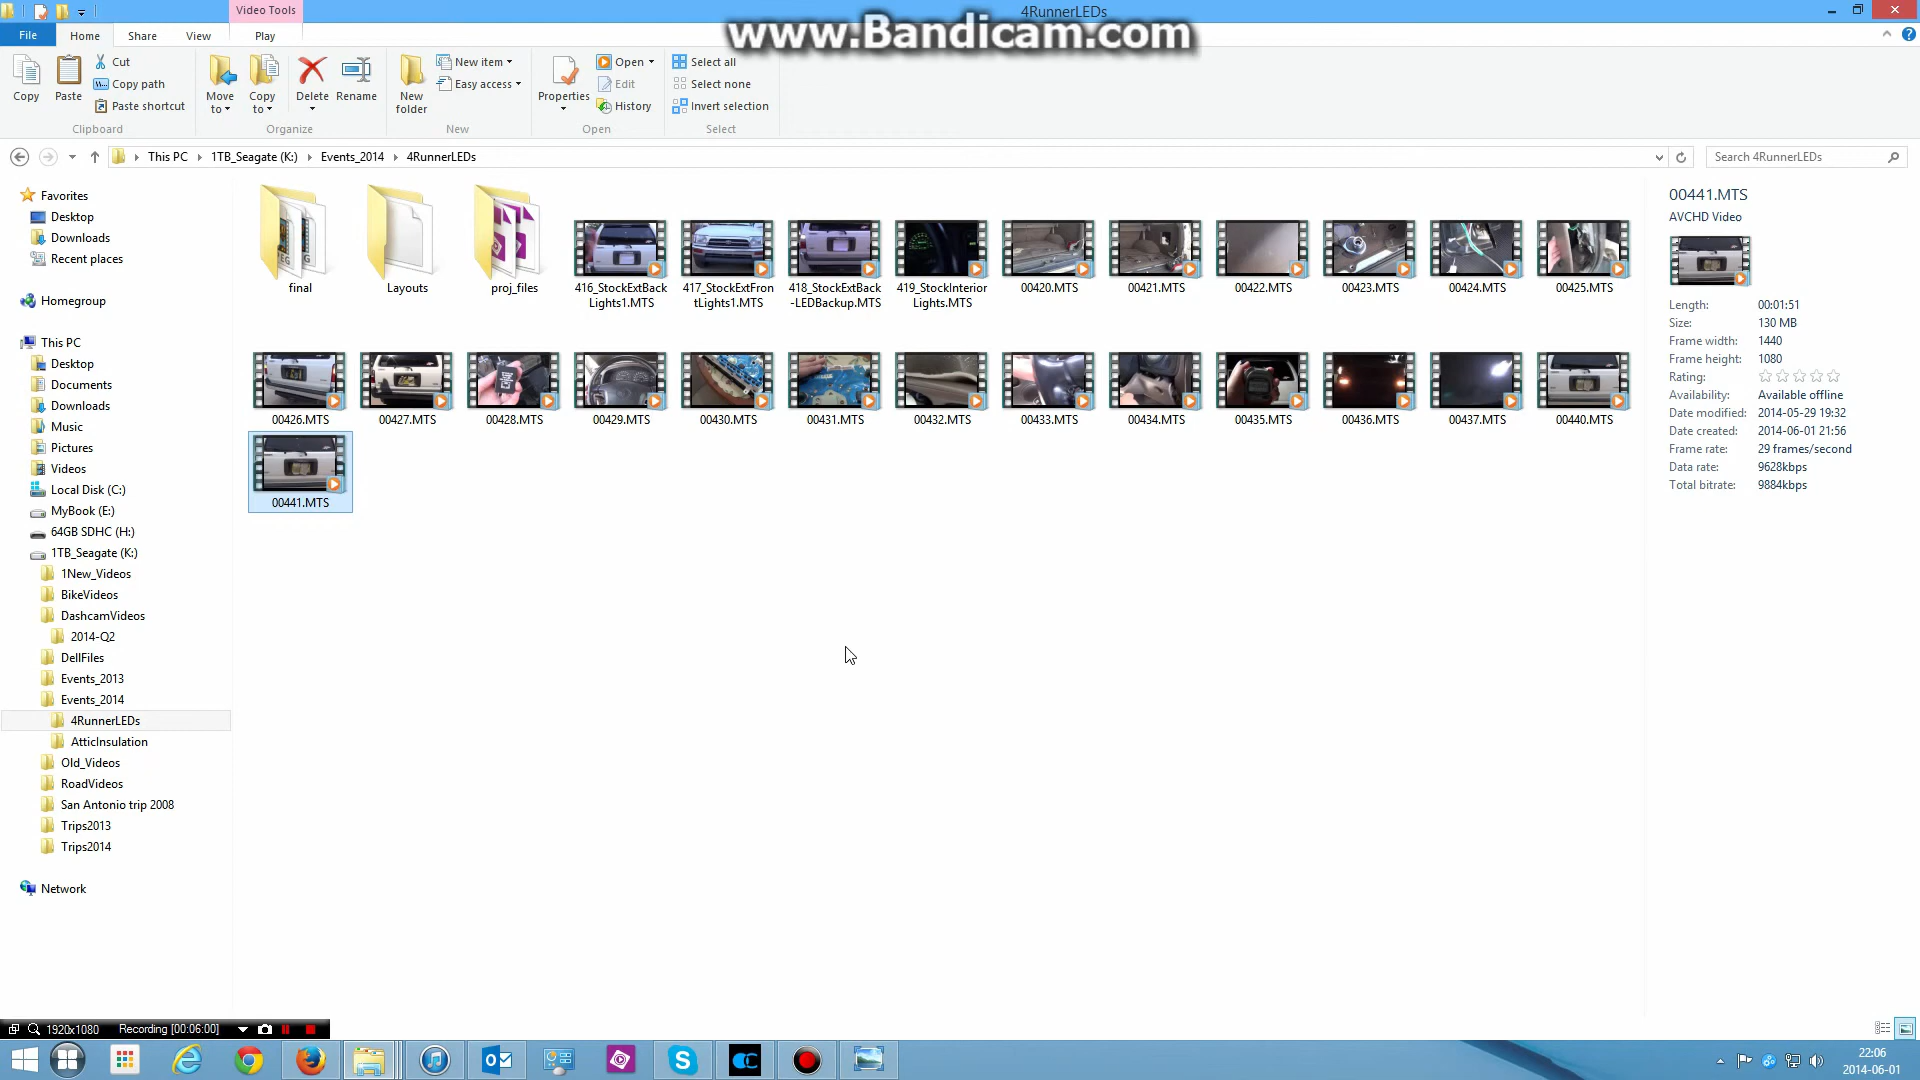 Video Tools
4RunnerLEDs
www.Bandicam.com
File
Home
Share
View
Play
Copy
Paste
Cut
Copy path
Paste shortcut
Clipboard
Move to
Copy to
Delete
Rename
Organize
New folder
New item
Easy access
New
Properties
Open
Edit
History
Open
Select all
Select none
Invert selection
Select
This PC
1TB_Seagate (K:)
Events_2014
4RunnerLEDs
Search 4RunnerLEDs
Favorites
Desktop
Downloads
Recent places
Homegroup
This PC
Desktop
Documents
Downloads
Music
Pictures
Videos
Local Disk (C:)
MyBook (E:)
64GB SDHC (H:)
1TB_Seagate (K:)
1New_Videos
BikeVideos
DashcamVideos
2014-Q2
DellFiles
Events_2013
Events_2014
4RunnerLEDs
AtticInsulation
Old_Videos
RoadVideos
San Antonio trip 2008
Trips2013
Trips2014
Network
final
Layouts
proj_files
416_StockExtBack
Lights1.MTS
417_StockExtFron
tLights1.MTS
418_StockExtBack
-LEDBackup.MTS
419_StockInterior
Lights.MTS
00420.MTS
00421.MTS
00422.MTS
00423.MTS
00424.MTS
00425.MTS
00426.MTS
00427.MTS
00428.MTS
00429.MTS
00430.MTS
00431.MTS
00432.MTS
00433.MTS
00434.MTS
00435.MTS
00436.MTS
00437.MTS
00440.MTS
00441.MTS
00441.MTS
AVCHD Video
Length: 00:01:51
Size: 130 MB
Frame width: 1440
Frame height: 1080
Rating:
Availability: Available offline
Date modified: 2014-05-29 19:32
Date created: 2014-06-01 21:56
Frame rate: 29 frames/second
Data rate: 9628kbps
Total bitrate: 9884kbps
1920x1080
Recording [00:06:00]
22:06
2014-06-01